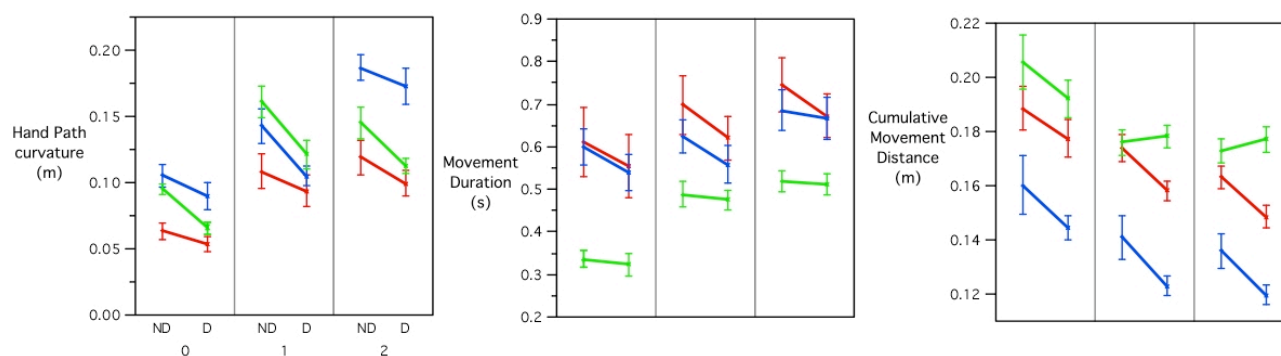 Hand Path
curvature
(m)
0.20
0.15
0.10
0.05
0.00
ND D ND D ND D
0 1 2
Movement
Duration
(s)
0.9
0.8
0.7
0.6
0.5
0.4
0.3
0.2
Cumulative
Movement
Distance
(m)
0.22
0.20
0.18
0.16
0.14
0.12